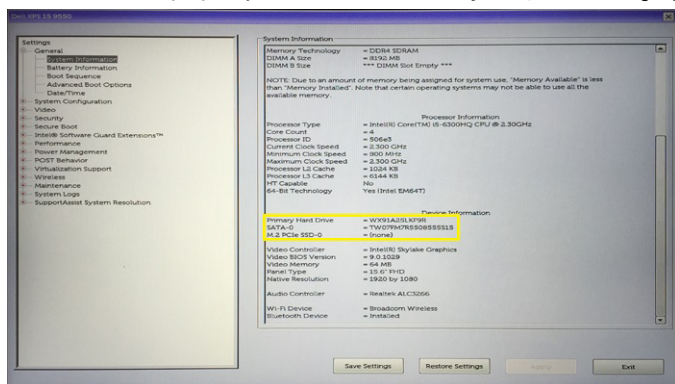 Dell XPS 15 9550
Settings
General
System Information
Battery Information
Boot Sequence
Advanced Boot Options
Date/Time
System Configuration
Video
Security
Secure Boot
Intel® Software Guard Extensions™
Performance
Power Management
POST Behavior
Virtualization Support
Wireless
Maintenance
System Logs
SupportAssist System Resolution
System Information
Memory Technology = DDR4 SDRAM
DIMM A Size = 8192 MB
DIMM B Size *** DIMM Slot Empty ***
NOTE: Due to an amount of memory being assigned for system use, "Memory Available" is less
than "Memory Installed". Note that certain operating systems may not be able to use all the
available memory.
Processor Information
Processor Type = Intel(R) Core(TM) i5-6300HQ CPU @ 2.30GHz
Core Count = 4
Processor ID = 506e3
Current Clock Speed = 2.300 GHz
Minimum Clock Speed = 800 MHz
Maximum Clock Speed = 2.300 GHz
Processor L2 Cache = 1024 KB
Processor L3 Cache = 6144 KB
HT Capable No
64-Bit Technology Yes (Intel EM64T)
Device Information
Primary Hard Drive
SATA-0
M.2 PCIe SSD-0 = (none)
Video Controller = Intel(R) Skylake Graphics
Video BIOS Version = 9.0.1029
Video Memory = 64 MB
Panel Type = 15.6" FHD
Native Resolution = 1920 by 1080
Audio Controller = Realtek ALC3266
Wi-Fi Device = Broadcom Wireless
Bluetooth Device = Installed
Save Settings
Restore Settings
Apply
Exit